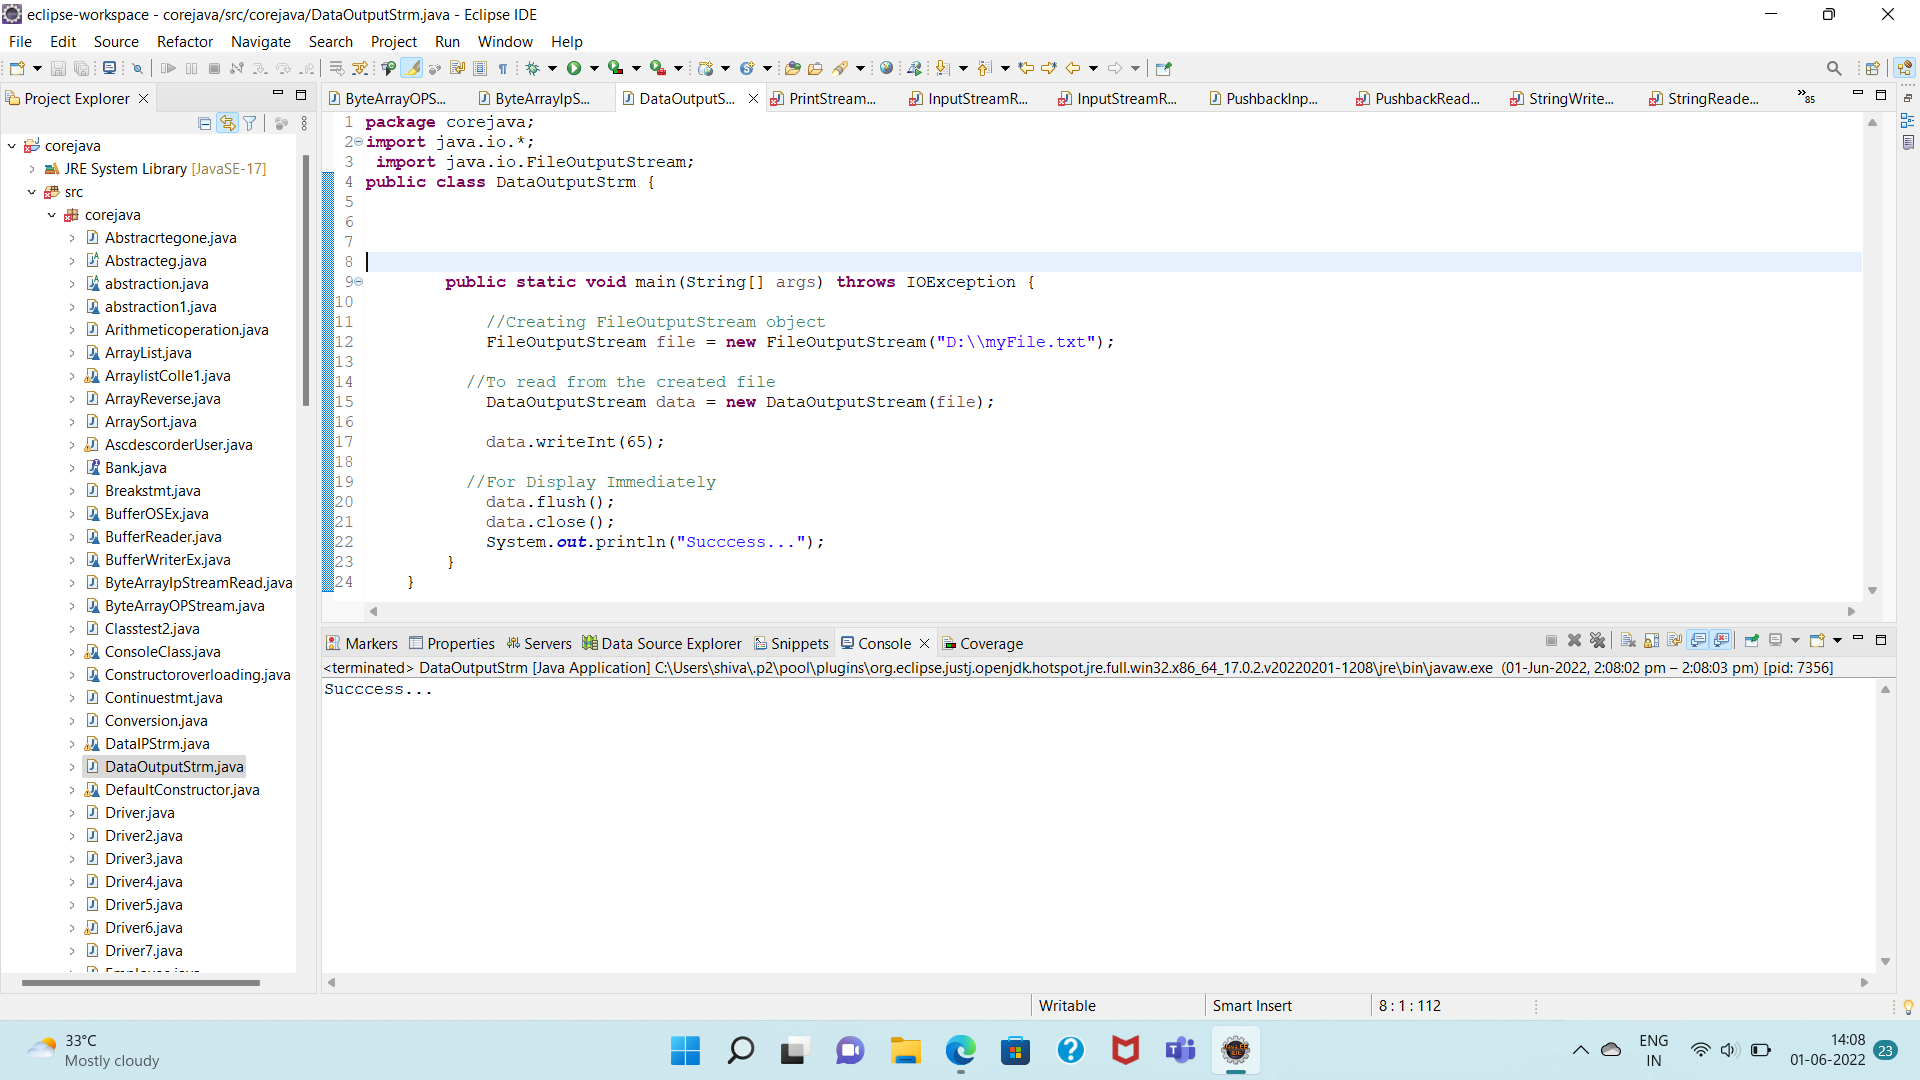 eclipse-workspace - corejava/src/corejava/DataOutputStrm.java - Eclipse IDE
File Edit Source Refactor Navigate Search Project Run Window Help
Project Explorer
ByteArrayOPS... ByteArrayIpS... DataOutputS... PrintStream... InputStreamR... InputStreamR... PushbackInp... PushbackRead... StringWrite... StringReade... »85
corejava
JRE System Library [JavaSE-17]
src
corejava
Abstracrtegone.java
Abstracteg.java
abstraction.java
abstraction1.java
Arithmeticoperation.java
ArrayList.java
ArraylistColle1.java
ArrayReverse.java
ArraySort.java
AscdescorderUser.java
Bank.java
Breakstmt.java
BufferOSEx.java
BufferReader.java
BufferWriterEx.java
ByteArrayIpStreamRead.java
ByteArrayOPStream.java
Classtest2.java
ConsoleClass.java
Constructoroverloading.java
Continuestmt.java
Conversion.java
DataIPStrm.java
DataOutputStrm.java
DefaultConstructor.java
Driver.java
Driver2.java
Driver3.java
Driver4.java
Driver5.java
Driver6.java
Driver7.java
1 package corejava;
2 import java.io.*;
3 import java.io.FileOutputStream;
4 public class DataOutputStrm {
5
6
7
8
9 public static void main(String[] args) throws IOException {
10
11 //Creating FileOutputStream object
12 FileOutputStream file = new FileOutputStream("D:\\myFile.txt");
13
14 //To read from the created file
15 DataOutputStream data = new DataOutputStream(file);
16
17 data.writeInt(65);
18
19 //For Display Immediately
20 data.flush();
21 data.close();
22 System.out.println("Succcess...");
23 }
24 }
Markers Properties Servers Data Source Explorer Snippets Console Coverage
<terminated> DataOutputStrm [Java Application] C:\Users\shiva\.p2\pool\plugins\org.eclipse.justj.openjdk.hotspot.jre.full.win32.x86_64_17.0.2.v20220201-1208\jre\bin\javaw.exe (01-Jun-2022, 2:08:02 pm – 2:08:03 pm) [pid: 7356]
Succcess...
Writable Smart Insert 8 : 1 : 112
33°C
Mostly cloudy
ENG
IN
14:08
01-06-2022
23